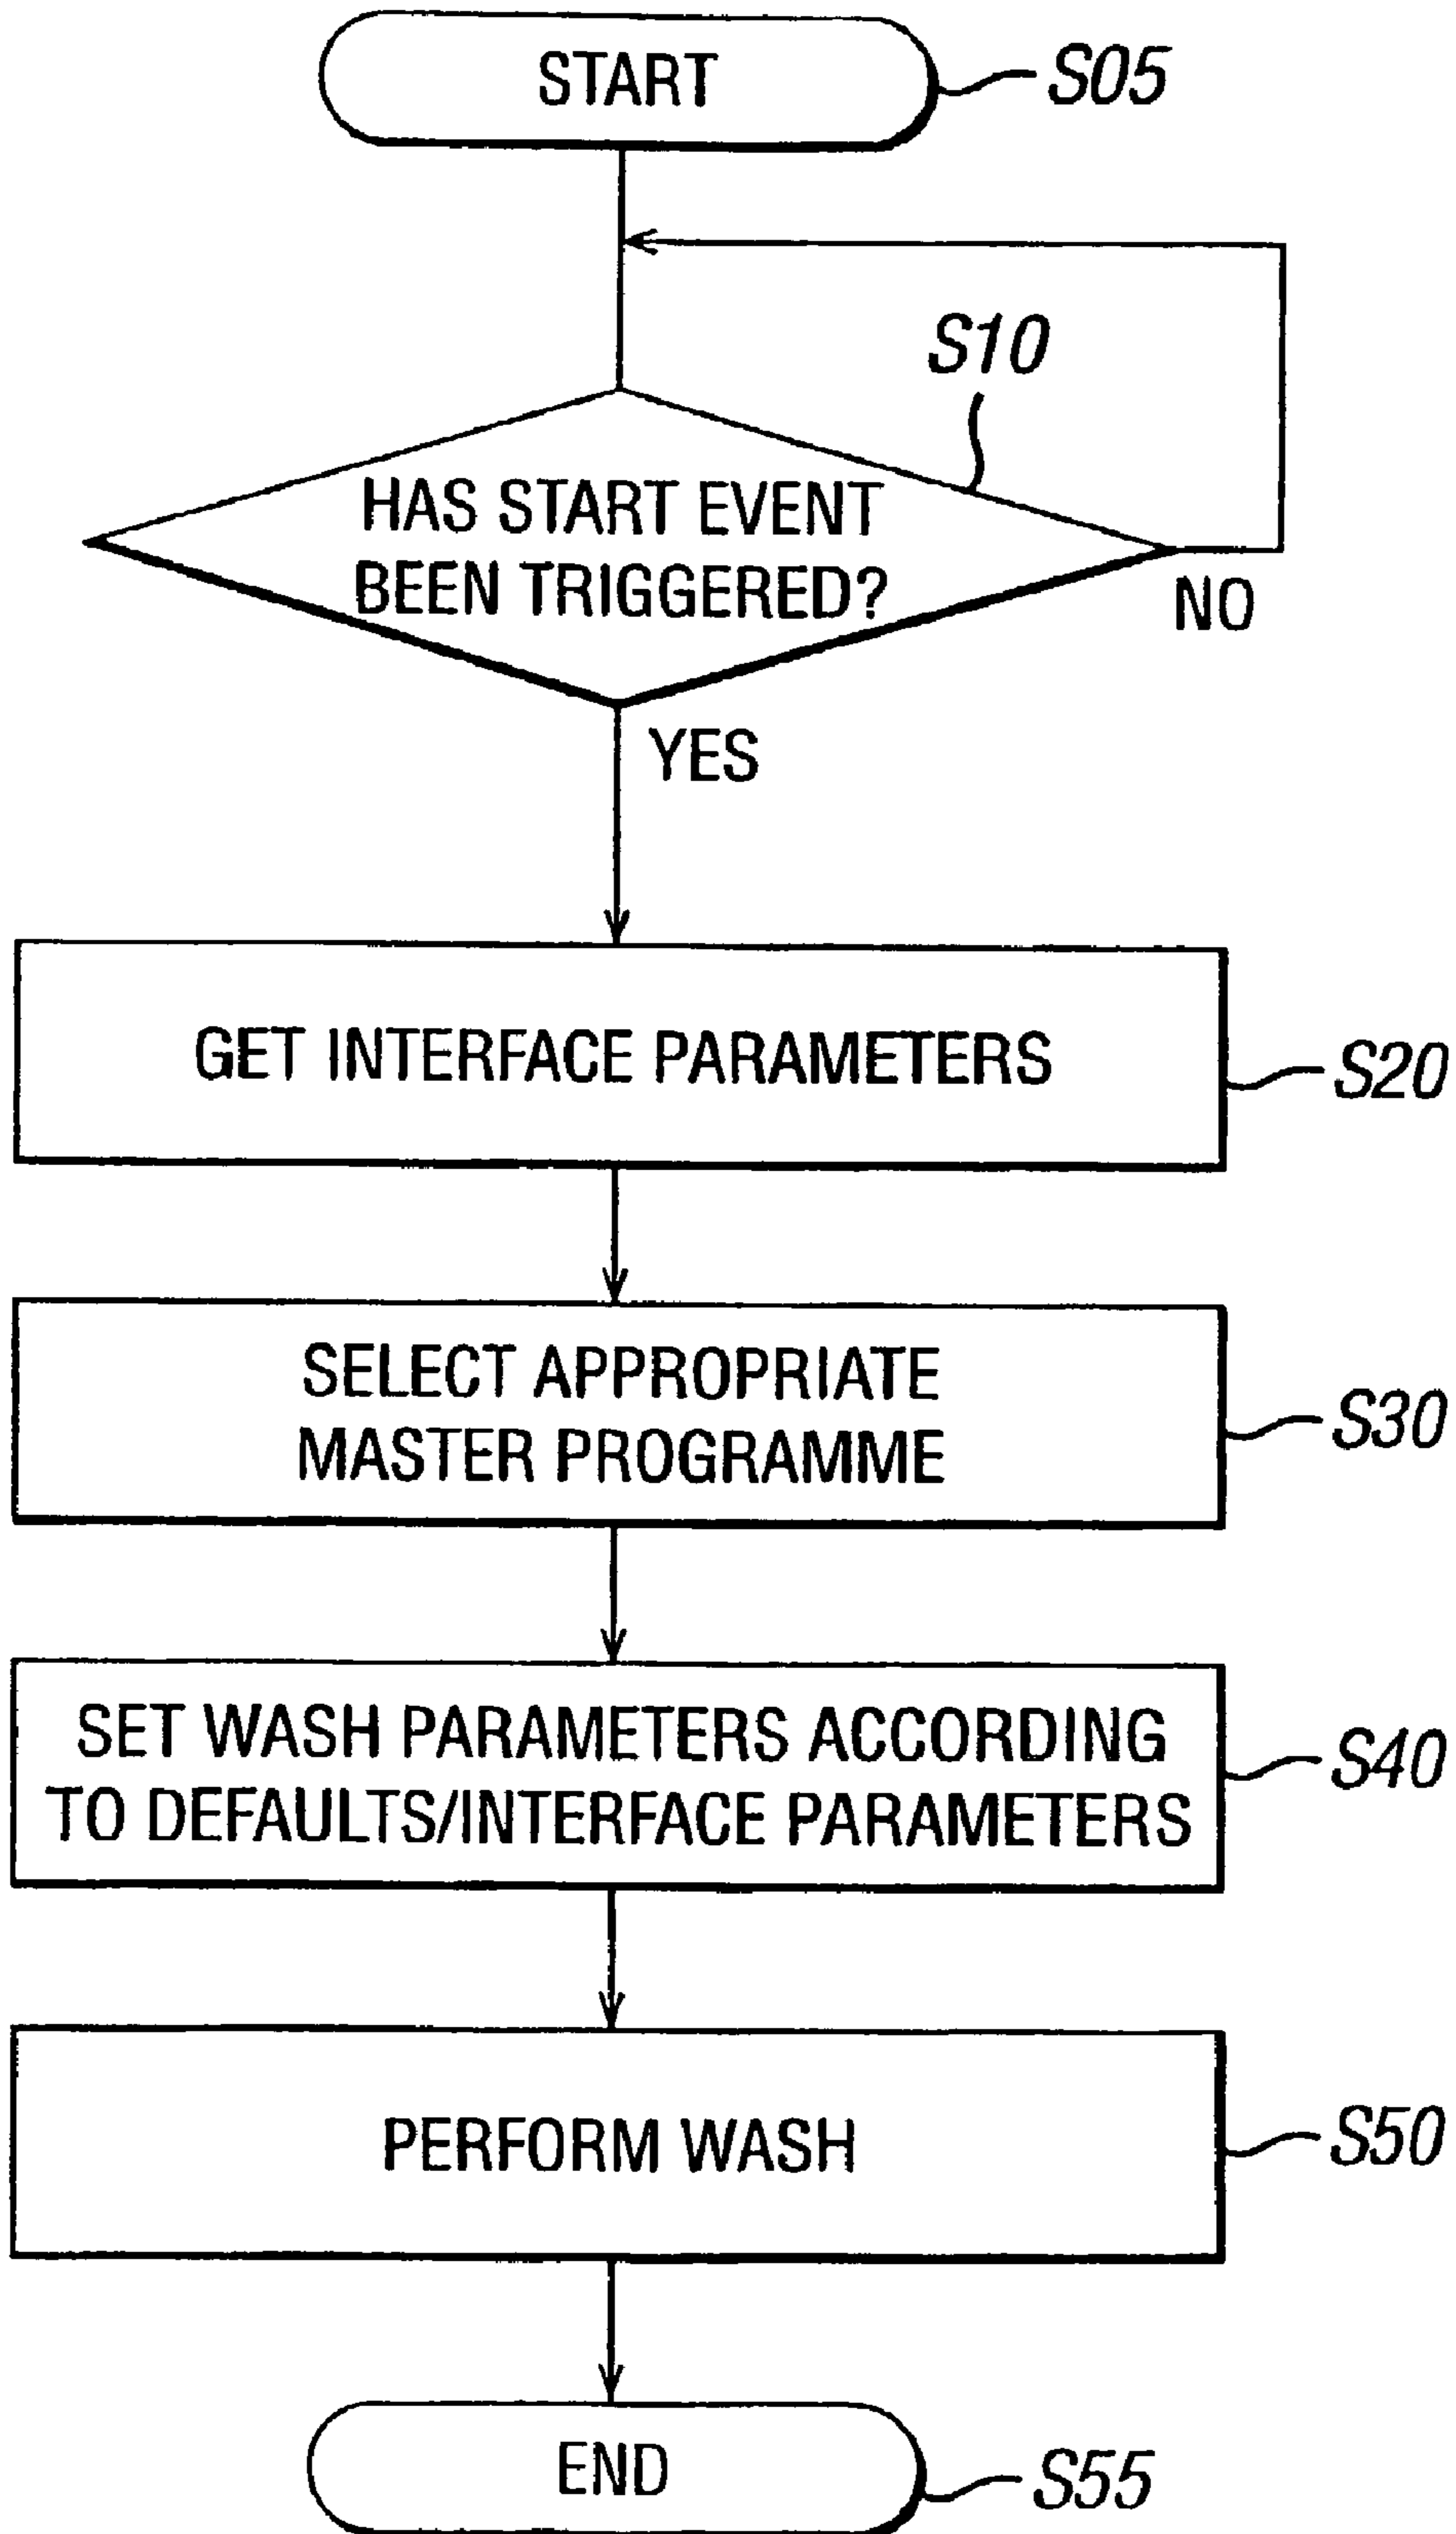 START
S05
S10
HAS START EVENT
BEEN TRIGGERED?
NO
YES
GET INTERFACE PARAMETERS
S20
SELECT APPROPRIATE
MASTER PROGRAMME
S30
SET WASH PARAMETERS ACCORDING
TO DEFAULTS/INTERFACE PARAMETERS
S40
PERFORM WASH
S50
END
S55